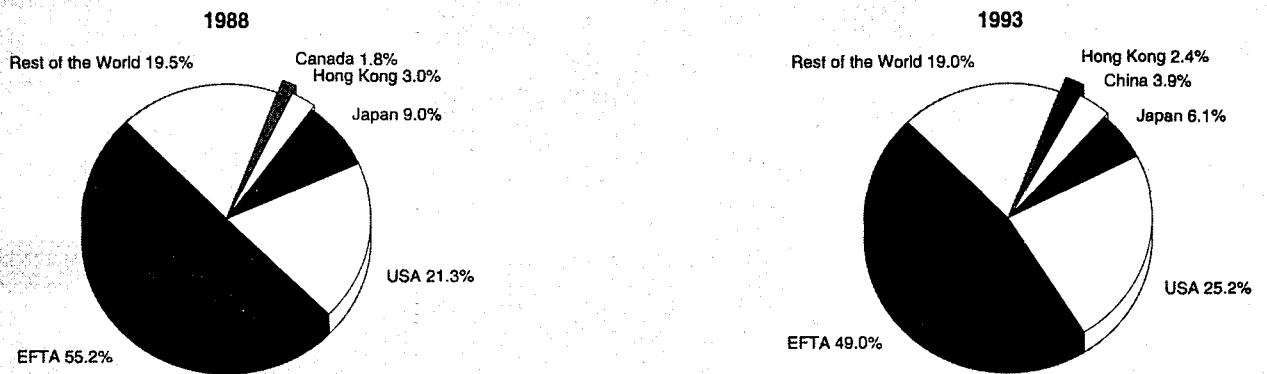 1988
Rest of the World 19.5%
Canada 1.8%
Hong Kong 3.0%
Japan 9.0%
USA 21.3%
EFTA 55.2%
1993
Rest of the World 19.0%
Hong Kong 2.4%
China 3.9%
Japan 6.1%
USA 25.2%
EFTA 49.0%